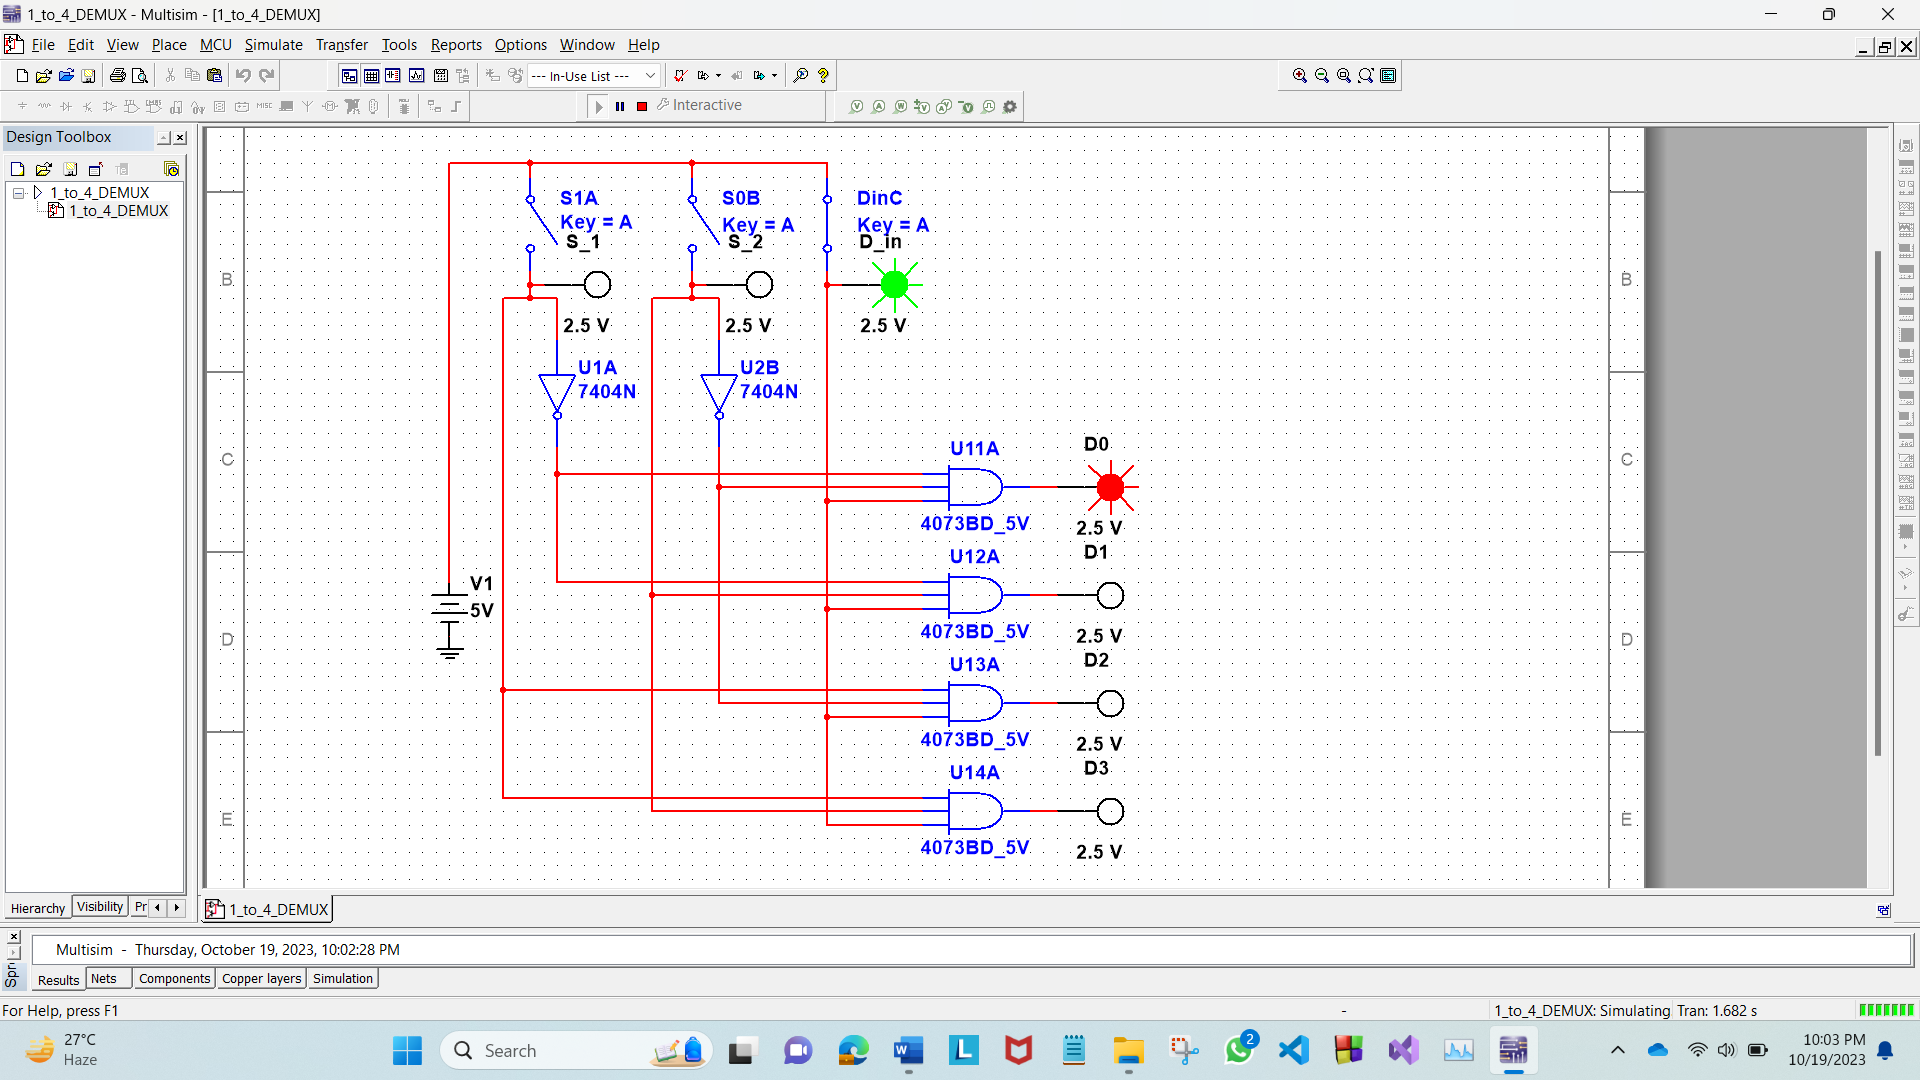 1_to_4_DEMUX - Multisim - [1_to_4_DEMUX]
File Edit View Place MCU Simulate Transfer Tools Reports Options Window Help
--- In-Use List ---
MISC Interactive
Design Toolbox
1_to_4_DEMUX
1_to_4_DEMUX
S1A
Key = A
S_1
2.5 V
S0B
Key = A
S_2
2.5 V
DinC
Key = A
D_in
2.5 V
B
B
U1A
7404N
U2B
7404N
C
C
U11A
4073BD_5V
D0
2.5 V
U12A
4073BD_5V
D1
2.5 V
V1
5V
D
D
U13A
4073BD_5V
D2
2.5 V
U14A
4073BD_5V
D3
2.5 V
E
E
Hierarchy Visibility Pr
1_to_4_DEMUX
Multisim - Thursday, October 19, 2023, 10:02:28 PM
Spr
Results Nets Components Copper layers Simulation
For Help, press F1
-
1_to_4_DEMUX: Simulating Tran: 1.682 s
27°C
Haze
Search
2
10:03 PM
10/19/2023